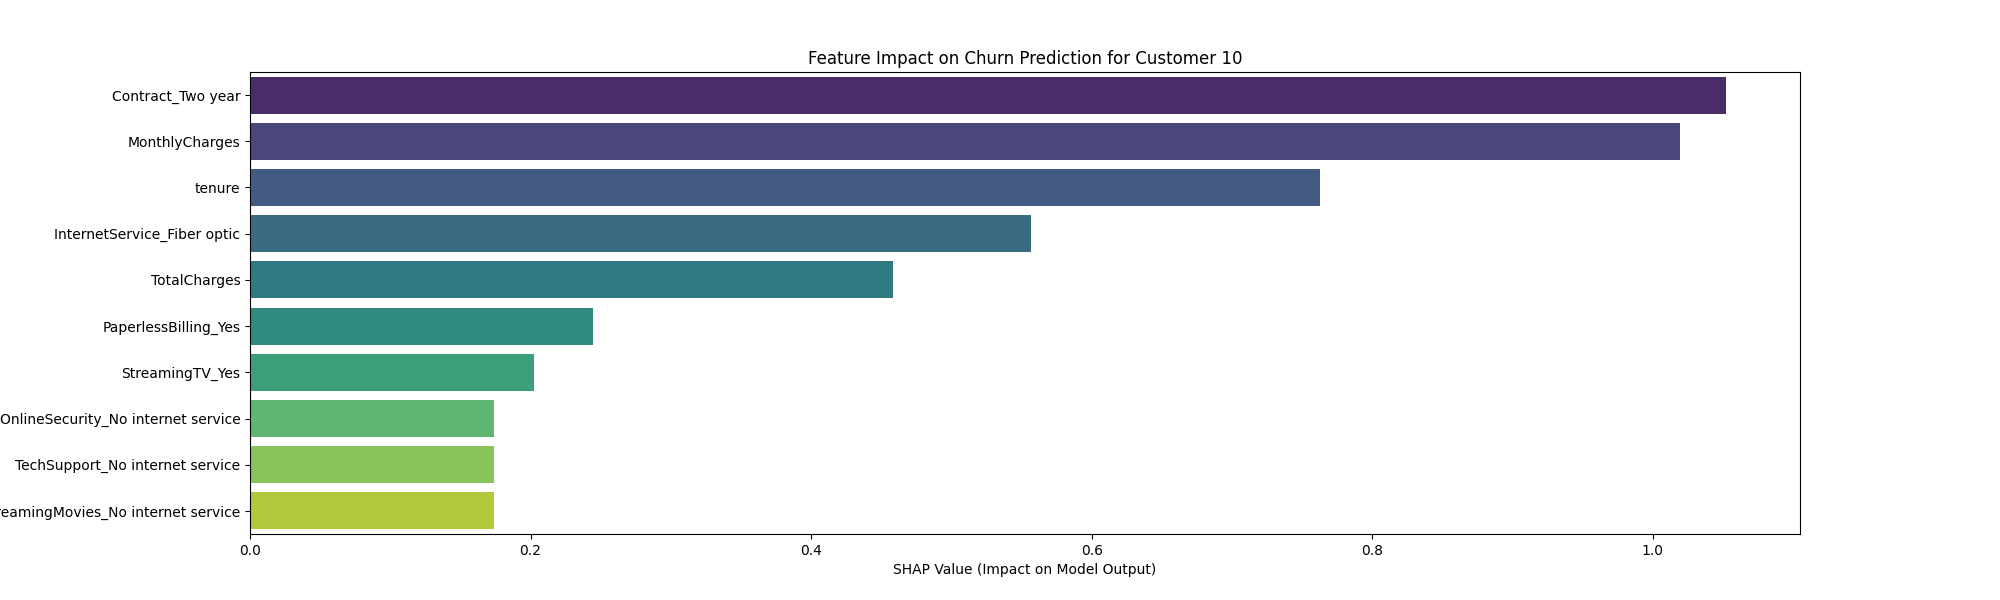 Feature Impact on Churn Prediction for Customer 10
Contract_Two year
MonthlyCharges
tenure
InternetService_Fiber optic
TotalCharges
PaperlessBilling_Yes
StreamingTV_Yes
OnlineSecurity_No internet service
TechSupport_No internet service
reamingMovies_No internet service
0.0 0.2 0.4 0.6 0.8 1.0
SHAP Value (Impact on Model Output)